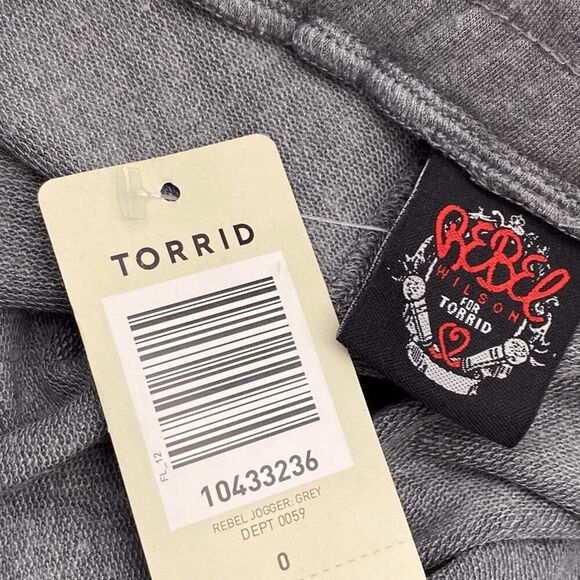 TORRID
FL_12
10433236
REBEL JOGGER: GREY
DEPT 0059
0
REBEL
WILSON
FOR
TORRID